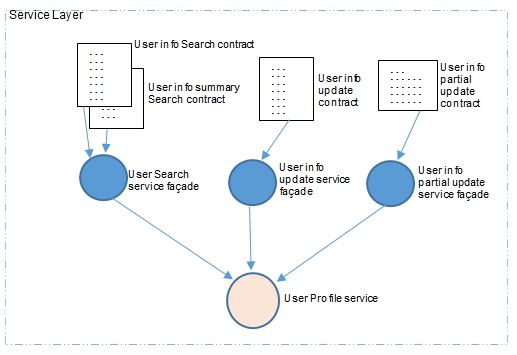 Service Layer
User info Search contract
User info summary
Search contract
User info
update
contract
User info
partial
update
contract
User Search
service façade
User info
update service
façade
User info
partial update
service façade
User Profile service